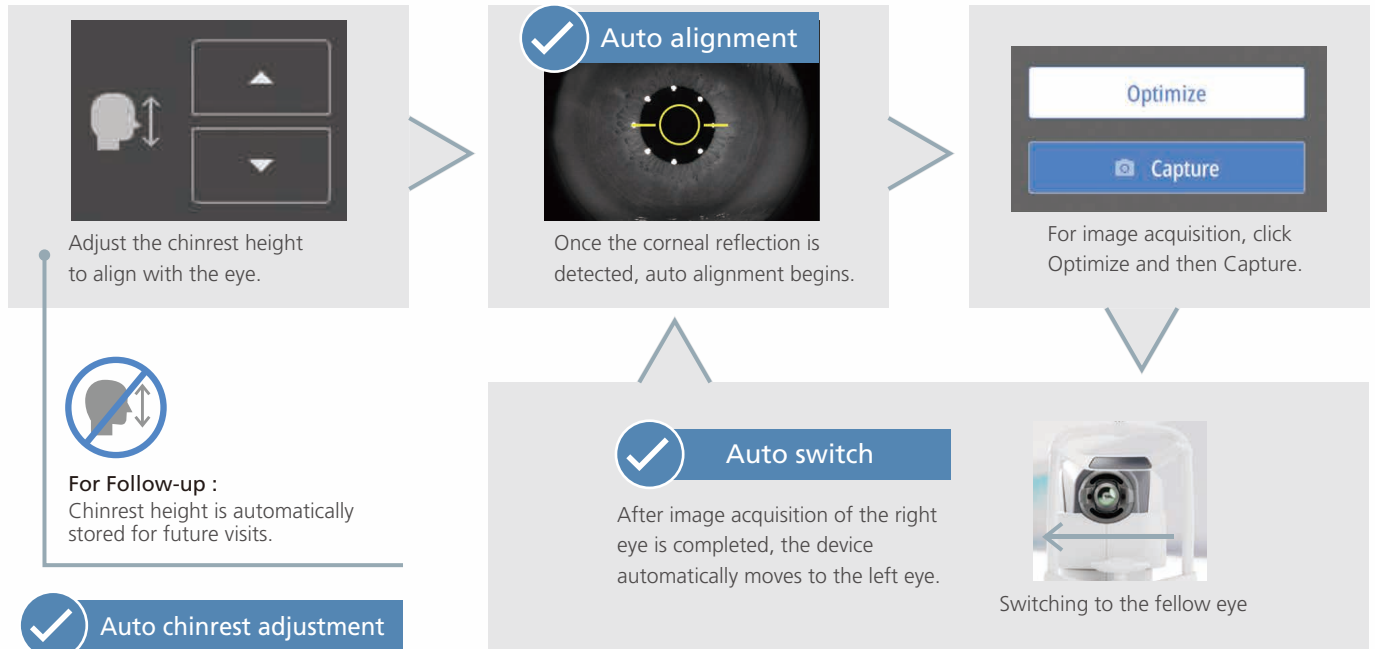 Adjust the chinrest height
to align with the eye.
Auto alignment
Once the corneal reflection is
detected, auto alignment begins.
Optimize
Capture
For image acquisition, click
Optimize and then Capture.
For Follow-up :
Chinrest height is automatically
stored for future visits.
Auto chinrest adjustment
Auto switch
After image acquisition of the right
eye is completed, the device
automatically moves to the left eye.
Switching to the fellow eye